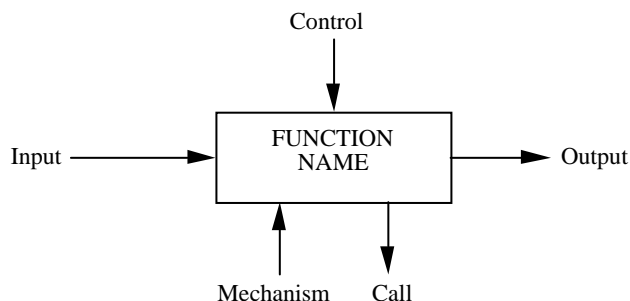 Control
FUNCTION
NAME
Input
Output
Mechanism
Call